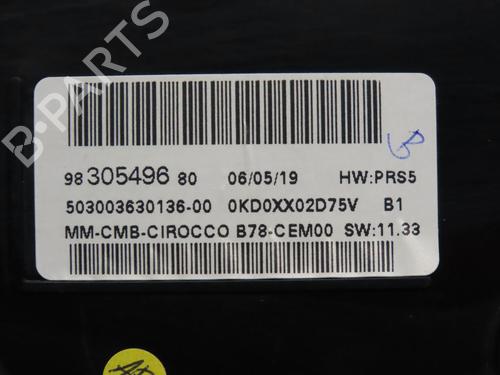 B-PARTS
98 305496 80 06/05/19 HW:PRS5
503003630136-00 0KD0XX02D75V B1
MM-CMB-CIROCCO B78-CEM00 SW:11.33